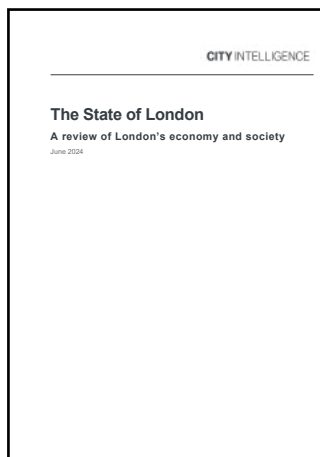 CITY INTELLIGENCE
The State of London
A review of London's economy and society
June 2024